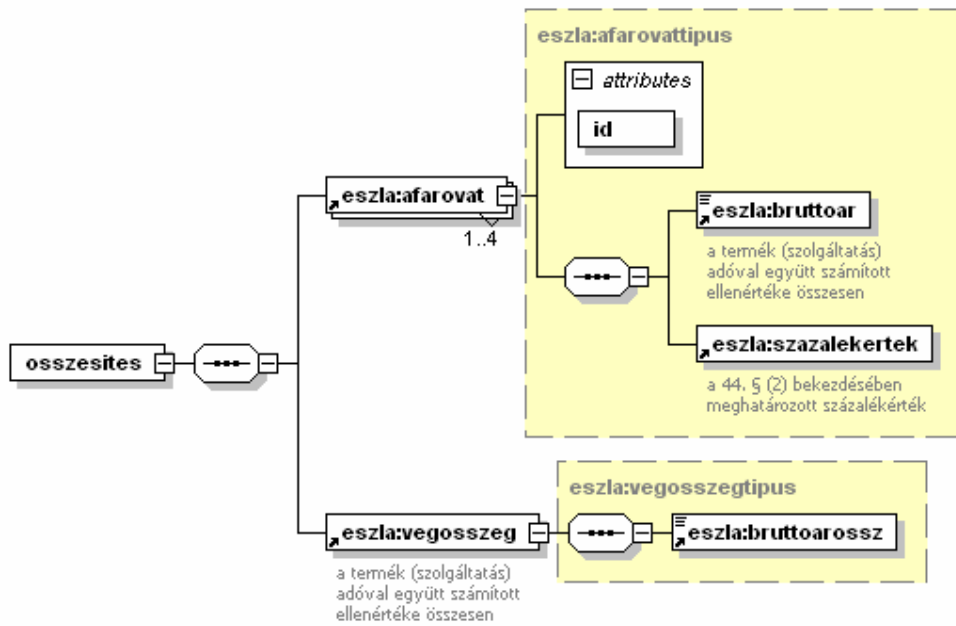 eszla:afarovattipus
attributes
id
eszla:afarovat
1..4
eszla:bruttoar
a termék (szolgáltatás)
adóval együtt számított
ellenértéke összesen
eszla:szazalekertek
a 44. § (2) bekezdésében
meghatározott százalékérték
osszesites
eszla:vegosszegtipus
eszla:vegosszeg
a termék (szolgáltatás)
adóval együtt számított
ellenértéke összesen
eszla:bruttoarossz